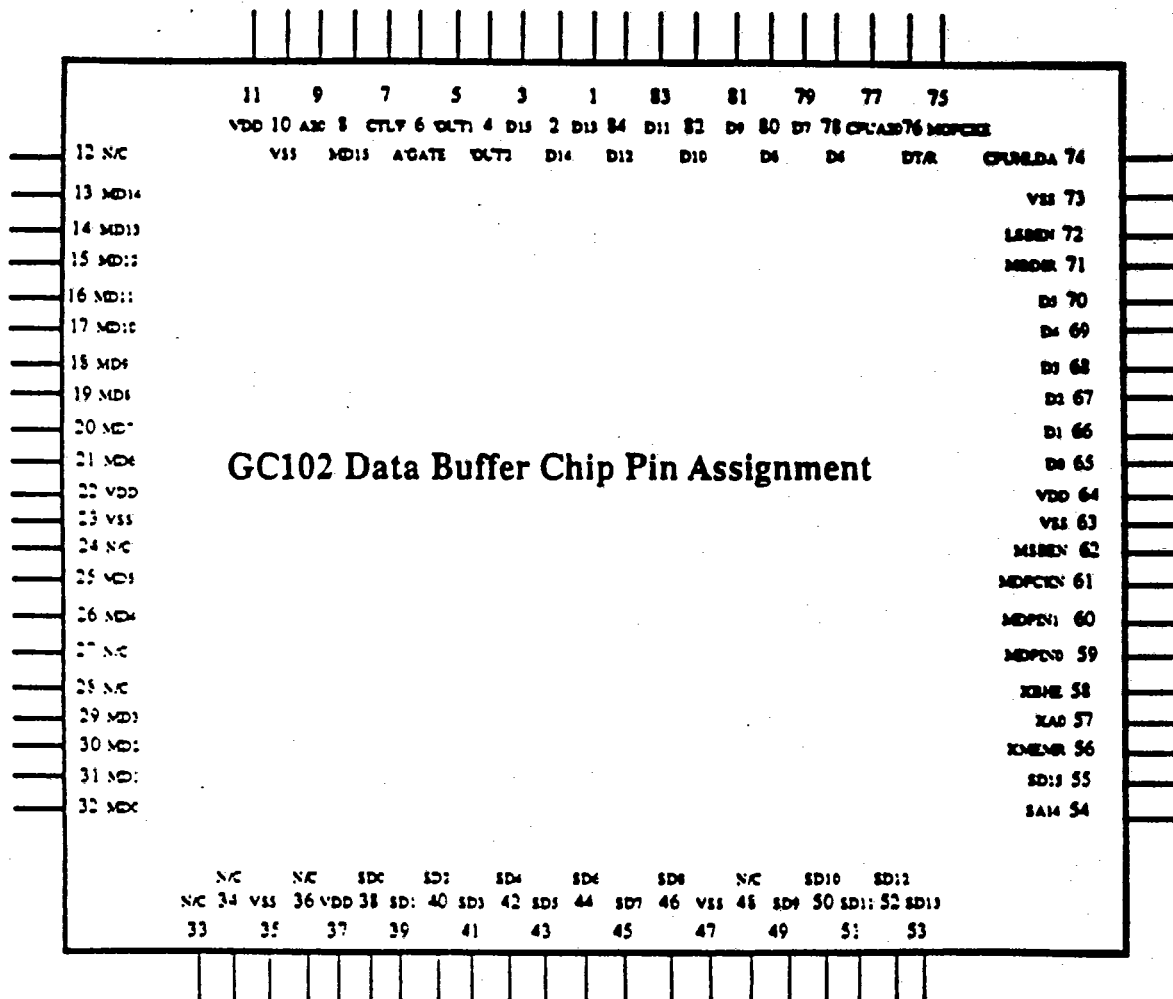 11 9 7 5 3 1 83 81 79 77 75
VDD 10 A20 8 6 4 D15 2 D13 84 D11 82 D9 80 D7 78 CPUA20 76
VSS MD15 A'GATE D14 D12 D10 DT/R
12 N/C
CPUHLDA 74
13 MD14
VSS 73
14 MD13
LSBEN 72
15 MD12
MBDIR 71
16 MD11
D5 70
17 MD10
D4 69
18 MD9
D3 68
19 MD8
D2 67
20 MD7
D1 66
GC102 Data Buffer Chip Pin Assignment
21 MD6
D0 65
22 VDD
VDD 64
23 VSS
VSS 63
24 N/C
MSBEN 62
25 MD5
MDPCKN 61
26 MD4
MDPIN1 60
27 N/C
MDPIN0 59
28 N/C
XBHE 58
29 MD3
XA0 57
30 MD2
XMEMR 56
31 MD1
SD15 55
32 MD0
SA14 54
N/C N/C SD0 SD2 SD4 SD6 SD8 N/C SD10 SD12
N/C 34 VSS 36 VDD 38 SD1 40 SD3 42 SD5 44 SD7 46 VSS 48 SD9 50 SD11 52 SD13
33 35 37 39 41 43 45 47 49 51 53